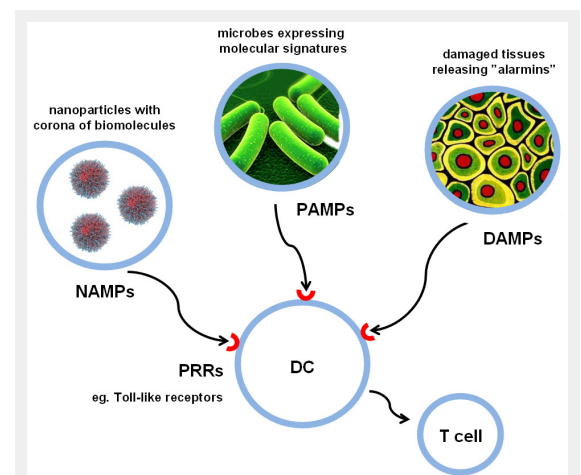 microbes expressing
molecular signatures
damaged tissues
releasing ”alarmins”
nanoparticles with
corona of biomolecules
PAMPs
DAMPs
NAMPs
PRRs
DC
eg. Toll-like receptors
T cell